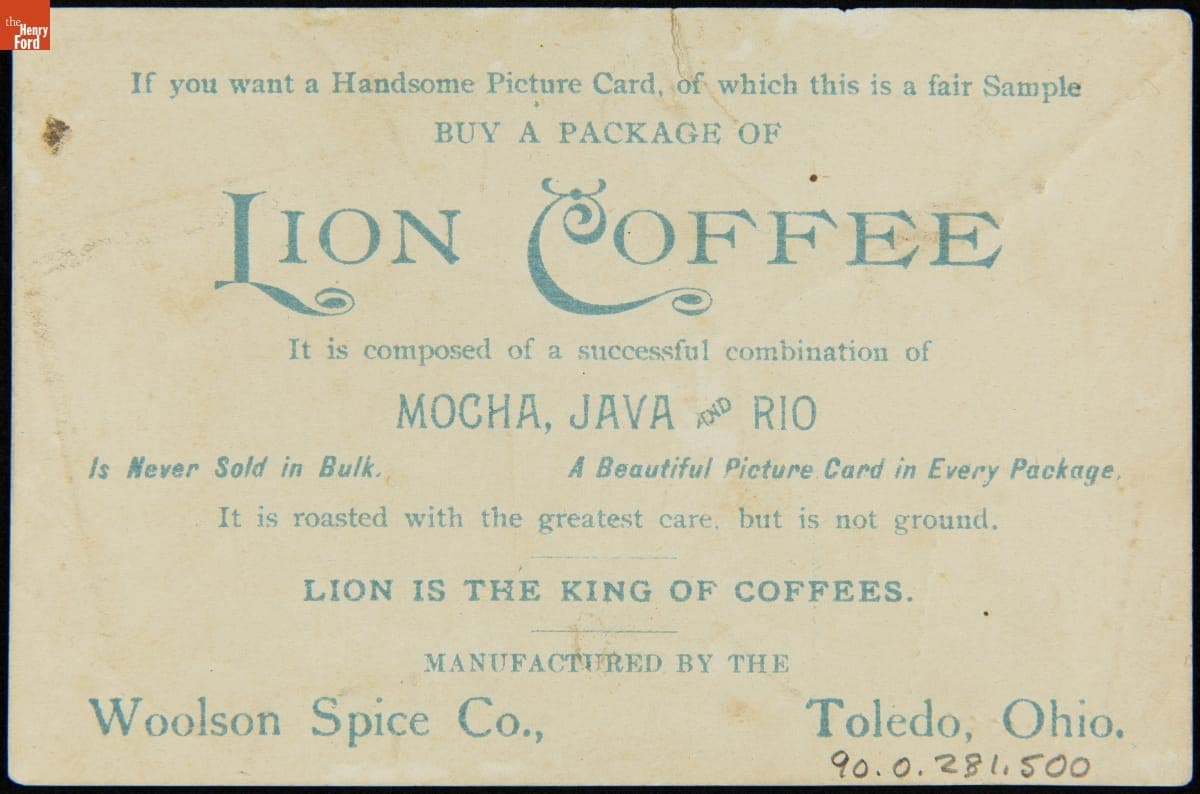 the
Henry
Ford
If you want a Handsome Picture Card, of which this is a fair Sample
BUY A PACKAGE OF
LION COFFEE
It is composed of a successful combination of
MOCHA, JAVA AND RIO
Is Never Sold in Bulk. A Beautiful Picture Card in Every Package.
It is roasted with the greatest care, but is not ground.
LION IS THE KING OF COFFEES.
MANUFACTURED BY THE
Woolson Spice Co., Toledo, Ohio.
90.0.281.500